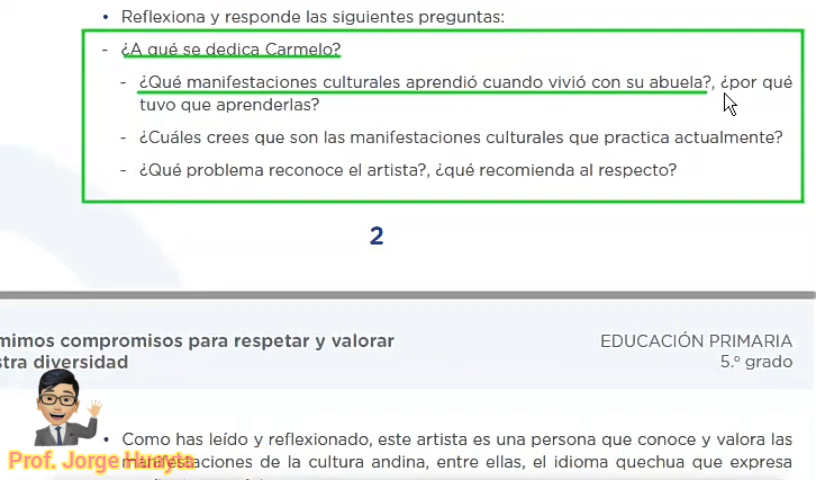 • Reflexiona y responde las siguientes preguntas:
- ¿A qué se dedica Carmelo?
- ¿Qué manifestaciones culturales aprendió cuando vivió con su abuela?, ¿por qué
tuvo que aprenderlas?
- ¿Cuáles crees que son las manifestaciones culturales que practica actualmente?
- ¿Qué problema reconoce el artista?, ¿qué recomienda al respecto?
2
mimos compromisos para respetar y valorar
stra diversidad
EDUCACIÓN PRIMARIA
5.º grado
• Como has leído y reflexionado, este artista es una persona que conoce y valora las
manifestaciones de la cultura andina, entre ellas, el idioma quechua que expresa
Prof. Jorge Huayta